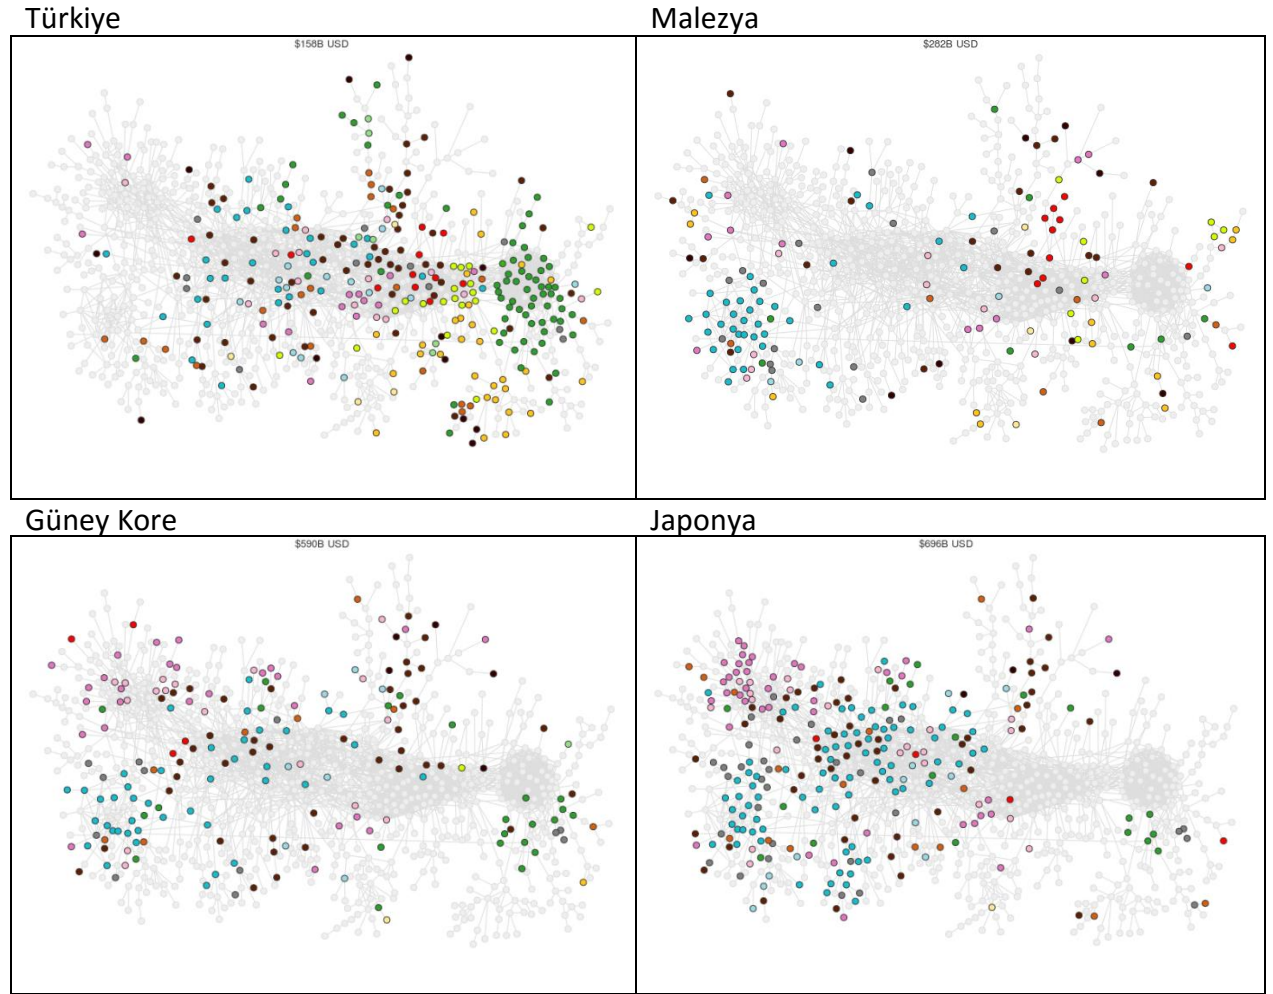 Türkiye
$158B USD
Malezya
$282B USD
Güney Kore
$590B USD
Japonya
$696B USD